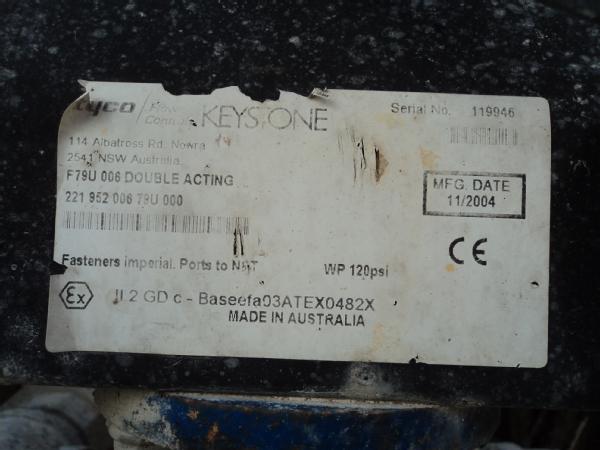 tyco / Flow Control KEYSTONE
Serial No. 119946
114 Albatross Rd, Nowra
2541 NSW Australia
F79U 006 DOUBLE ACTING
221 952 006 79U 000
MFG. DATE
11/2004
CE
Fasteners imperial. Ports to NPT WP 120psi
Ex II 2 GD c - Baseefa03ATEX0482X
MADE IN AUSTRALIA